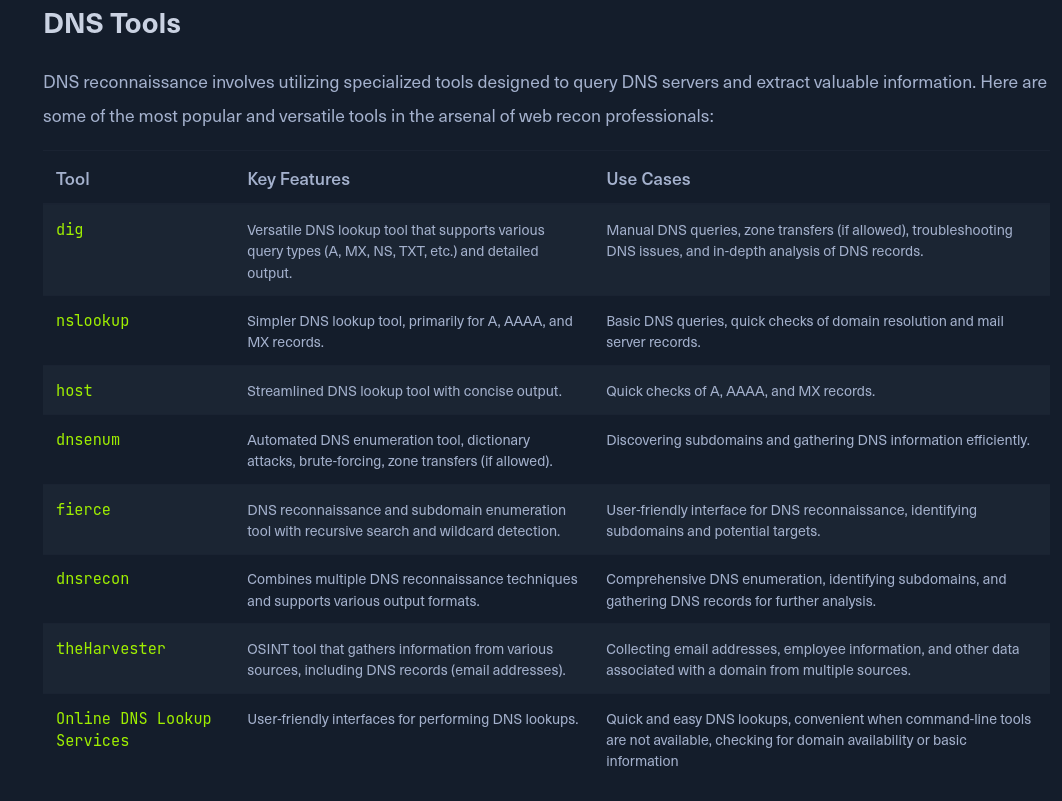 DNS Tools
DNS reconnaissance involves utilizing specialized tools designed to query DNS servers and extract valuable information. Here are
some of the most popular and versatile tools in the arsenal of web recon professionals:
Tool Key Features Use Cases
dig Versatile DNS lookup tool that supports various Manual DNS queries, zone transfers (if allowed), troubleshooting
query types (A, MX, NS, TXT, etc.) and detailed DNS issues, and in-depth analysis of DNS records.
output.
nslookup Simpler DNS lookup tool, primarily for A, AAAA, and Basic DNS queries, quick checks of domain resolution and mail
MX records. server records.
host Streamlined DNS lookup tool with concise output. Quick checks of A, AAAA, and MX records.
dnsenum Automated DNS enumeration tool, dictionary Discovering subdomains and gathering DNS information efficiently.
attacks, brute-forcing, zone transfers (if allowed).
fierce DNS reconnaissance and subdomain enumeration User-friendly interface for DNS reconnaissance, identifying
tool with recursive search and wildcard detection. subdomains and potential targets.
dnsrecon Combines multiple DNS reconnaissance techniques Comprehensive DNS enumeration, identifying subdomains, and
and supports various output formats. gathering DNS records for further analysis.
theHarvester OSINT tool that gathers information from various Collecting email addresses, employee information, and other data
sources, including DNS records (email addresses). associated with a domain from multiple sources.
Online DNS Lookup User-friendly interfaces for performing DNS lookups. Quick and easy DNS lookups, convenient when command-line tools
Services are not available, checking for domain availability or basic
information